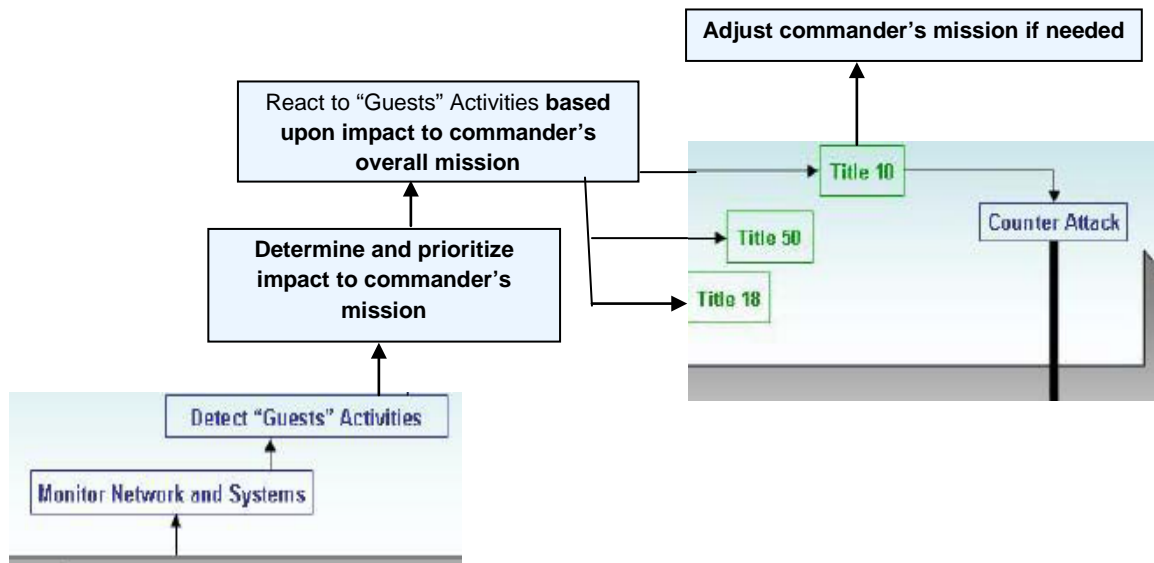 Adjust commander’s mission if needed
React to “Guests” Activities based
upon impact to commander’s
overall mission
Title 10
Counter Attack
Title 50
Title 18
Determine and prioritize
impact to commander’s
mission
Detect “Guests” Activities
Monitor Network and Systems